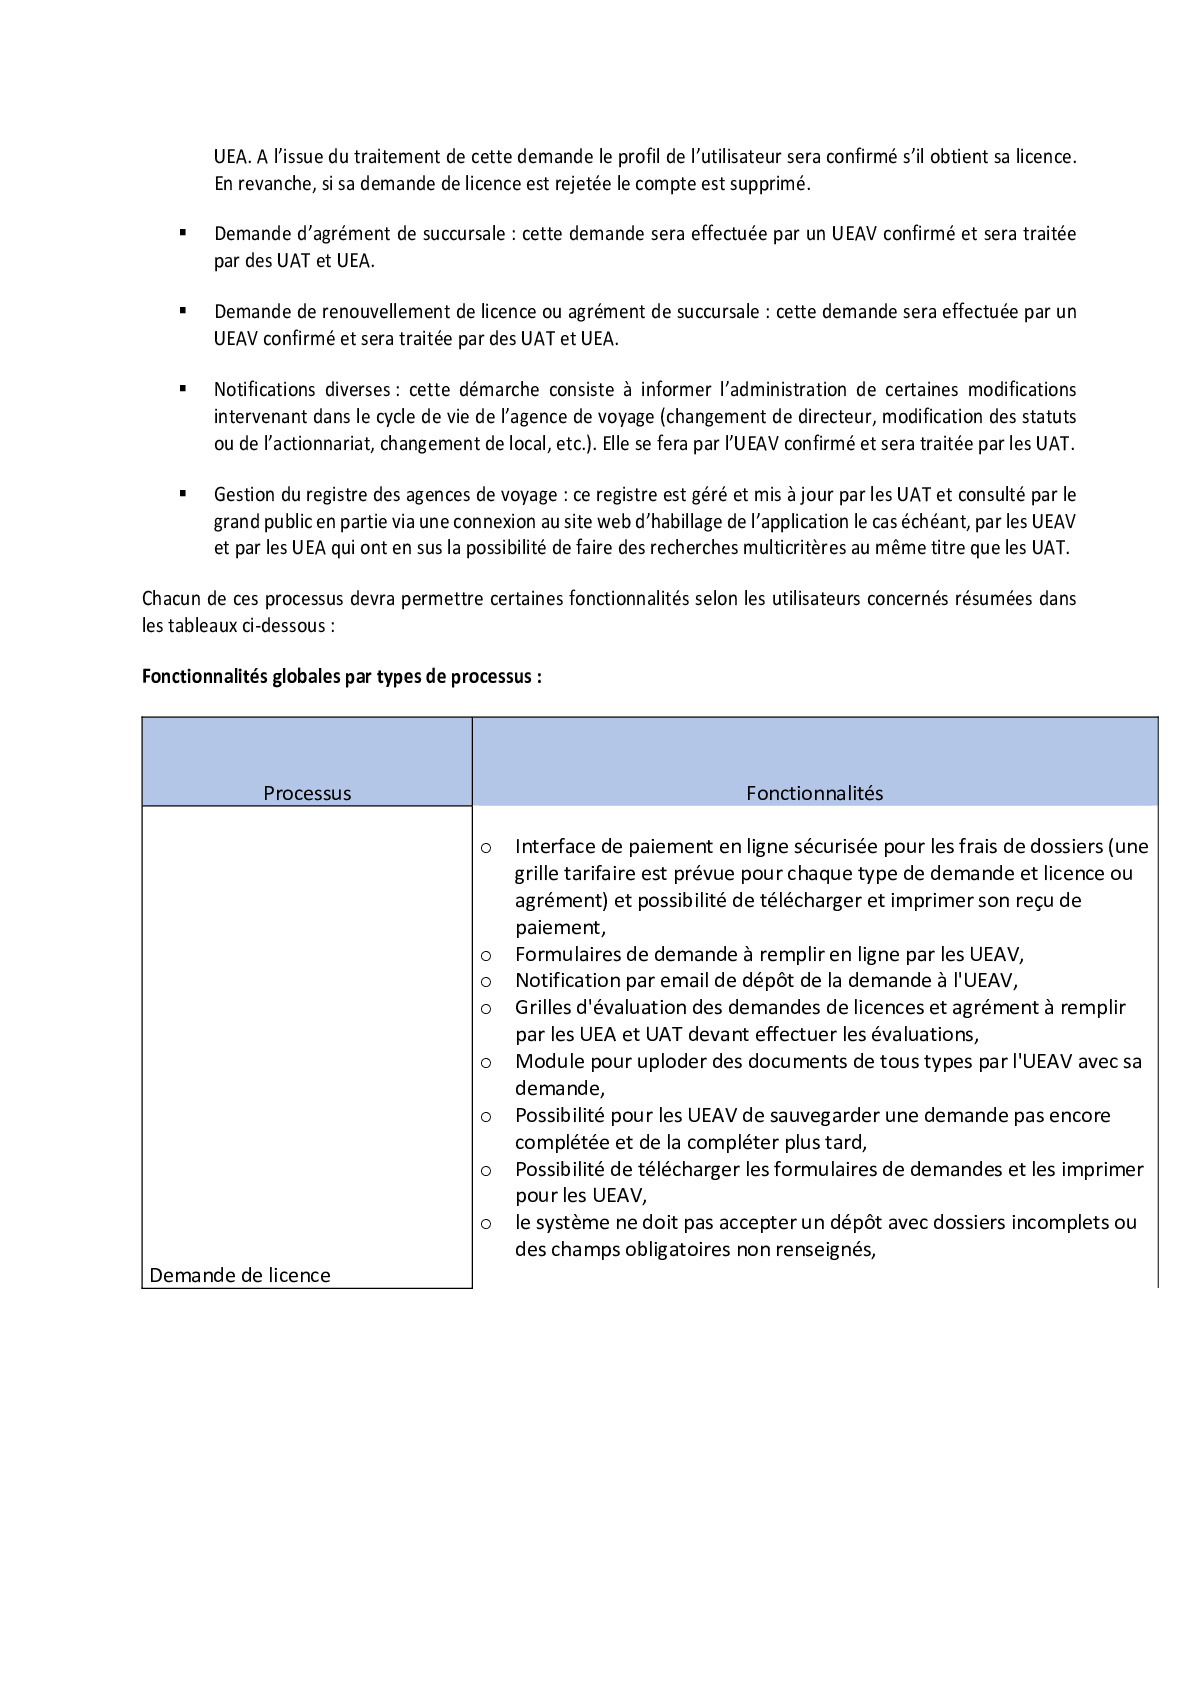 UEA. A l’issue du traitement de cette demande le profil de l’utilisateur sera confirmé s’il obtient sa licence.
En revanche, si sa demande de licence est rejetée le compte est supprimé.
▪ Demande d’agrément de succursale : cette demande sera effectuée par un UEAV confirmé et sera traitée
par des UAT et UEA.
▪ Demande de renouvellement de licence ou agrément de succursale : cette demande sera effectuée par un
UEAV confirmé et sera traitée par des UAT et UEA.
▪ Notifications diverses : cette démarche consiste à informer l’administration de certaines modifications
intervenant dans le cycle de vie de l’agence de voyage (changement de directeur, modification des statuts
ou de l’actionnariat, changement de local, etc.). Elle se fera par l’UEAV confirmé et sera traitée par les UAT.
▪ Gestion du registre des agences de voyage : ce registre est géré et mis à jour par les UAT et consulté par le
grand public en partie via une connexion au site web d’habillage de l’application le cas échéant, par les UEAV
et par les UEA qui ont en sus la possibilité de faire des recherches multicritères au même titre que les UAT.
Chacun de ces processus devra permettre certaines fonctionnalités selon les utilisateurs concernés résumées dans
les tableaux ci-dessous :
Fonctionnalités globales par types de processus :
Processus
Fonctionnalités
o Interface de paiement en ligne sécurisée pour les frais de dossiers (une
grille tarifaire est prévue pour chaque type de demande et licence ou
agrément) et possibilité de télécharger et imprimer son reçu de
paiement,
o Formulaires de demande à remplir en ligne par les UEAV,
o Notification par email de dépôt de la demande à l'UEAV,
o Grilles d'évaluation des demandes de licences et agrément à remplir
par les UEA et UAT devant effectuer les évaluations,
o Module pour uploder des documents de tous types par l'UEAV avec sa
demande,
o Possibilité pour les UEAV de sauvegarder une demande pas encore
complétée et de la compléter plus tard,
o Possibilité de télécharger les formulaires de demandes et les imprimer
pour les UEAV,
o le système ne doit pas accepter un dépôt avec dossiers incomplets ou
des champs obligatoires non renseignés,
Demande de licence